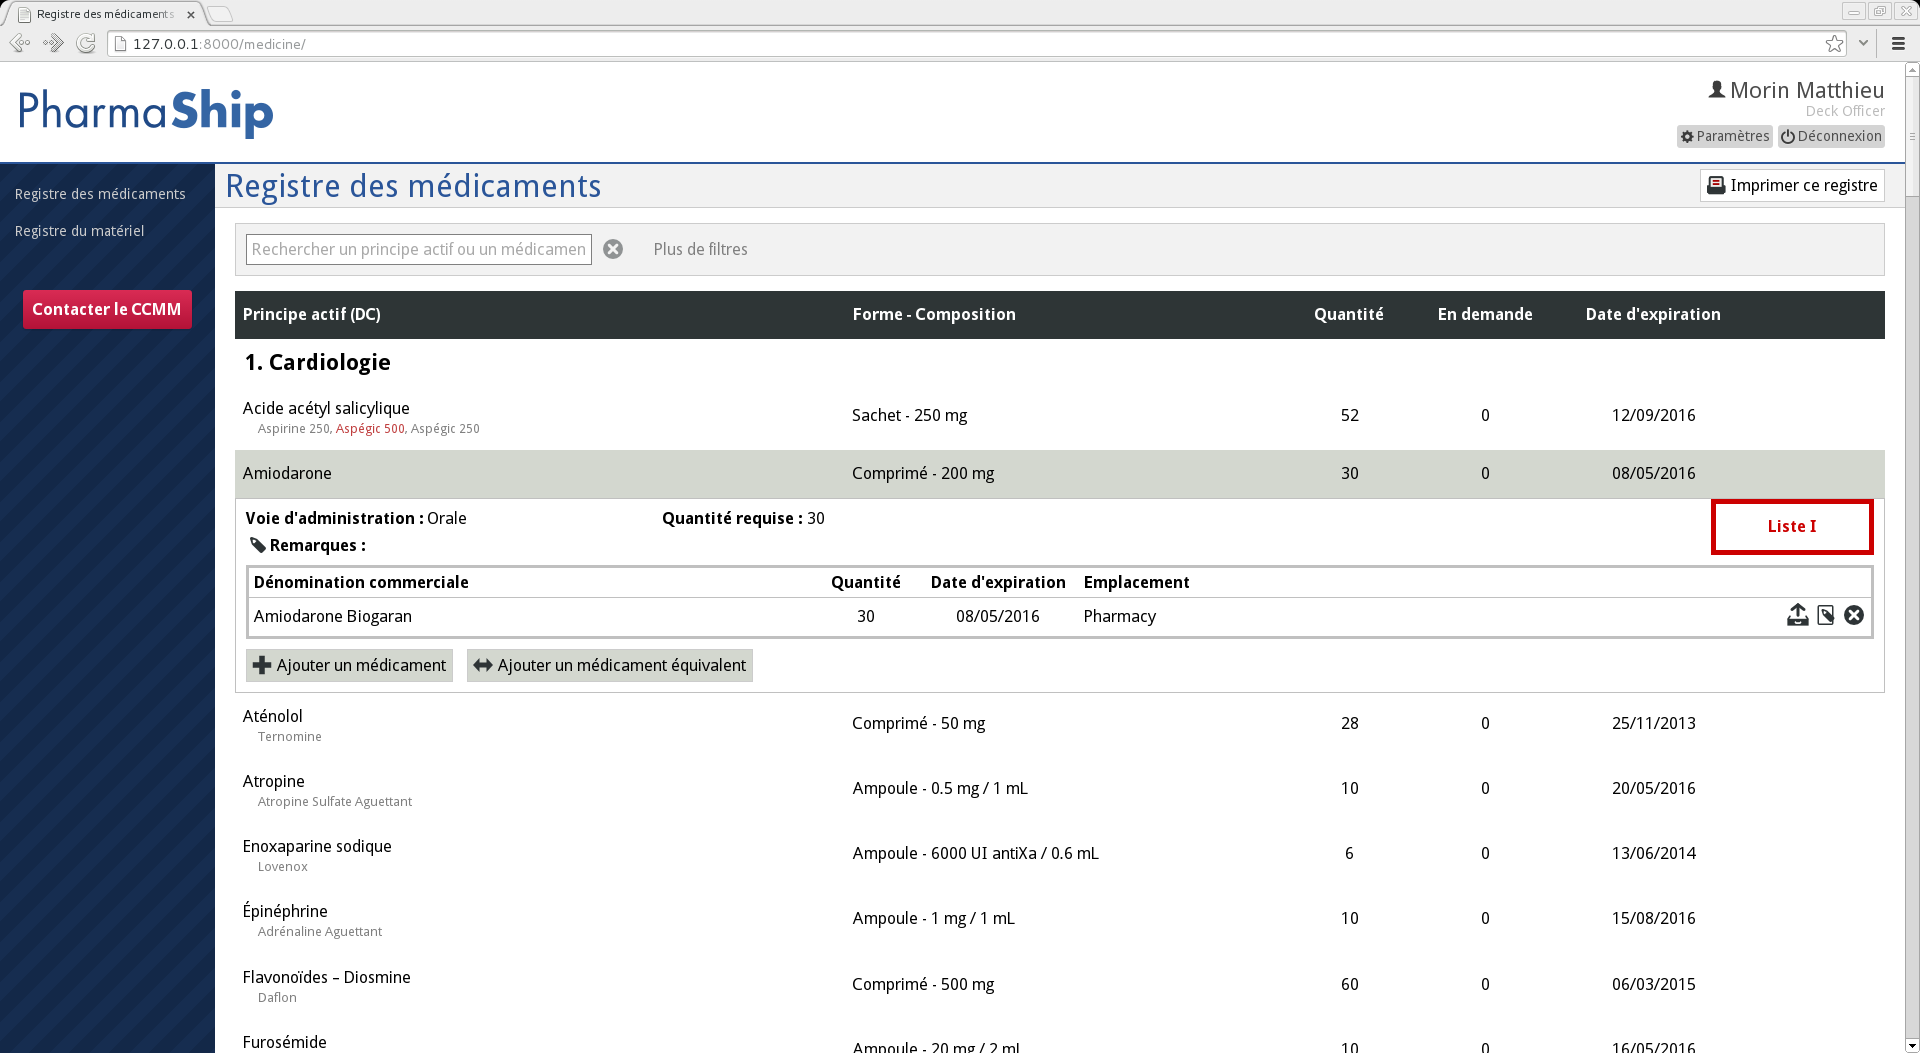 Registre des médicaments
127.0.0.1:8000/medicine/
PharmaShip
Morin Matthieu
Deck Officer
Paramètres Déconnexion
Registre des médicaments
Registre du matériel
Contacter le CCMM
Registre des médicaments
Imprimer ce registre
Rechercher un principe actif ou un médicamen
Plus de filtres
Principe actif (DC) Forme - Composition Quantité En demande Date d'expiration
1. Cardiologie
Acide acétyl salicylique Sachet - 250 mg 52 0 12/09/2016
Aspirine 250, Aspégic 500, Aspégic 250
Amiodarone Comprimé - 200 mg 30 0 08/05/2016
Voie d'administration : Orale Quantité requise : 30 Liste I
Remarques :
Dénomination commerciale Quantité Date d'expiration Emplacement
Amiodarone Biogaran 30 08/05/2016 Pharmacy
Ajouter un médicament Ajouter un médicament équivalent
Aténolol Comprimé - 50 mg 28 0 25/11/2013
Ternomine
Atropine Ampoule - 0.5 mg / 1 mL 10 0 20/05/2016
Atropine Sulfate Aguettant
Enoxaparine sodique Ampoule - 6000 UI antiXa / 0.6 mL 6 0 13/06/2014
Lovenox
Épinéphrine Ampoule - 1 mg / 1 mL 10 0 15/08/2016
Adrénaline Aguettant
Flavonoïdes – Diosmine Comprimé - 500 mg 60 0 06/03/2015
Daflon
Furosémide Ampoule - 20 mg / 2 mL 10 0 16/05/2016